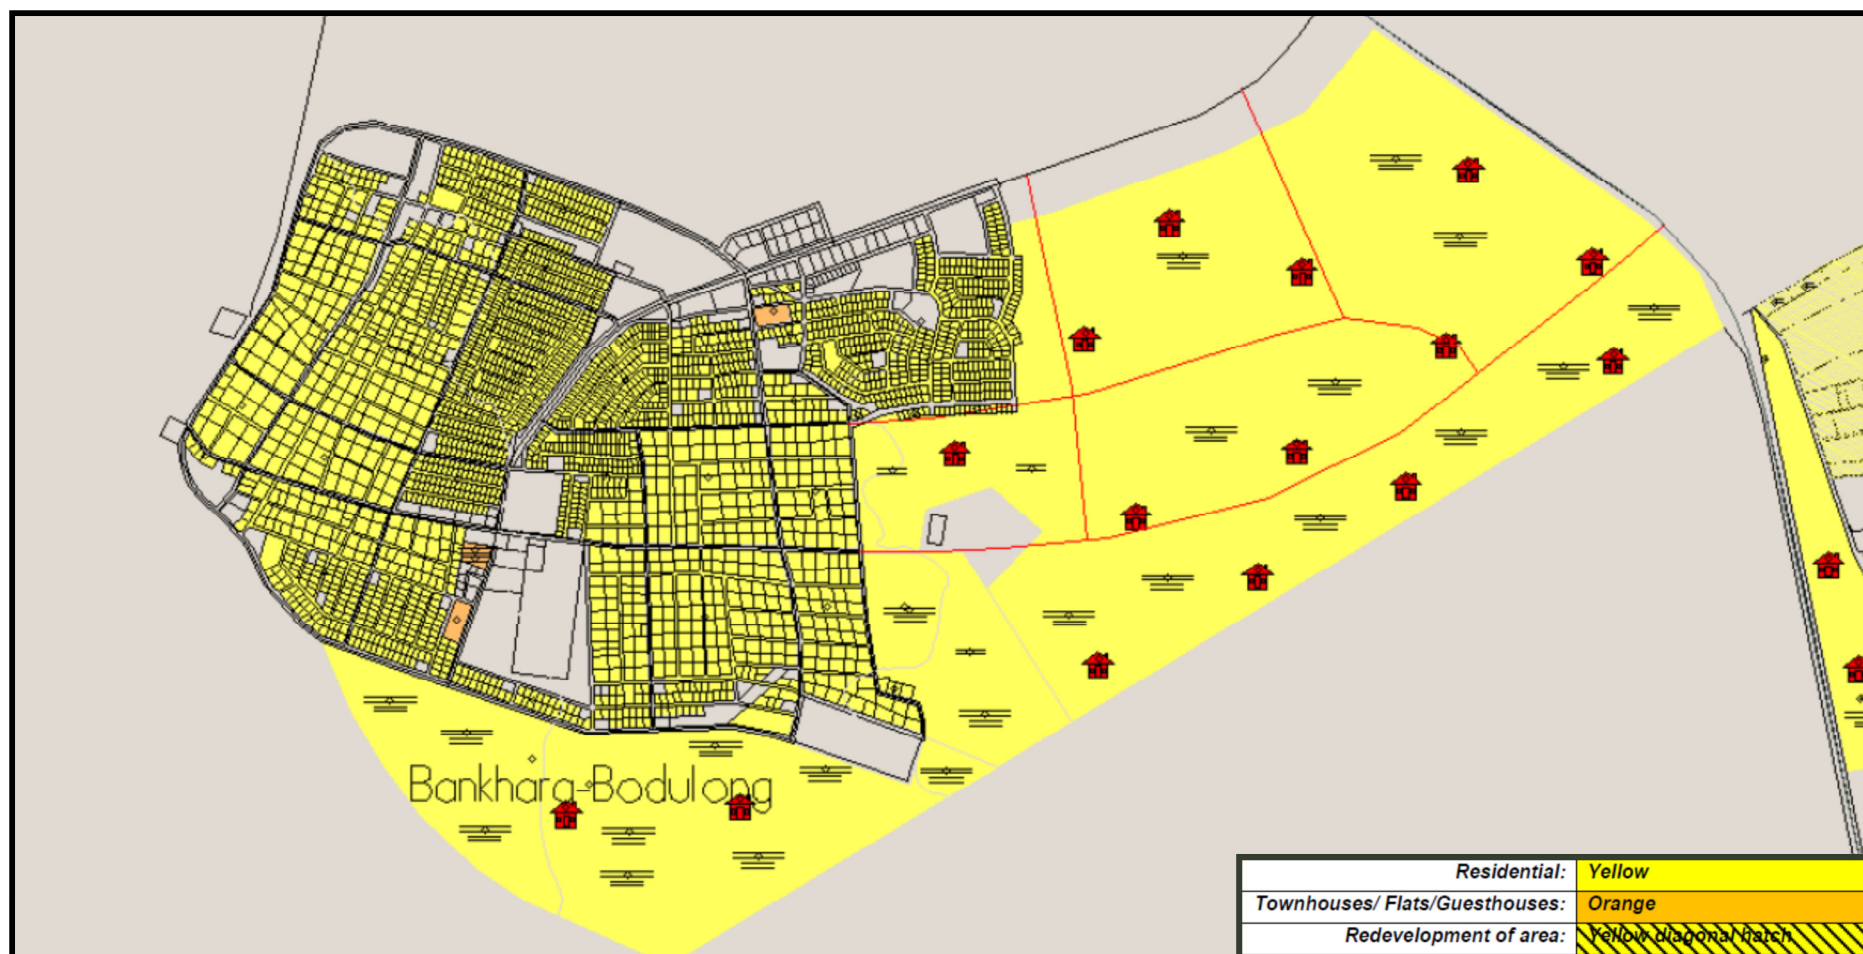 Bankhara-Bodulong
Residential: Yellow
Townhouses/ Flats/Guesthouses: Orange
Redevelopment of area: Yellow diagonal hatch